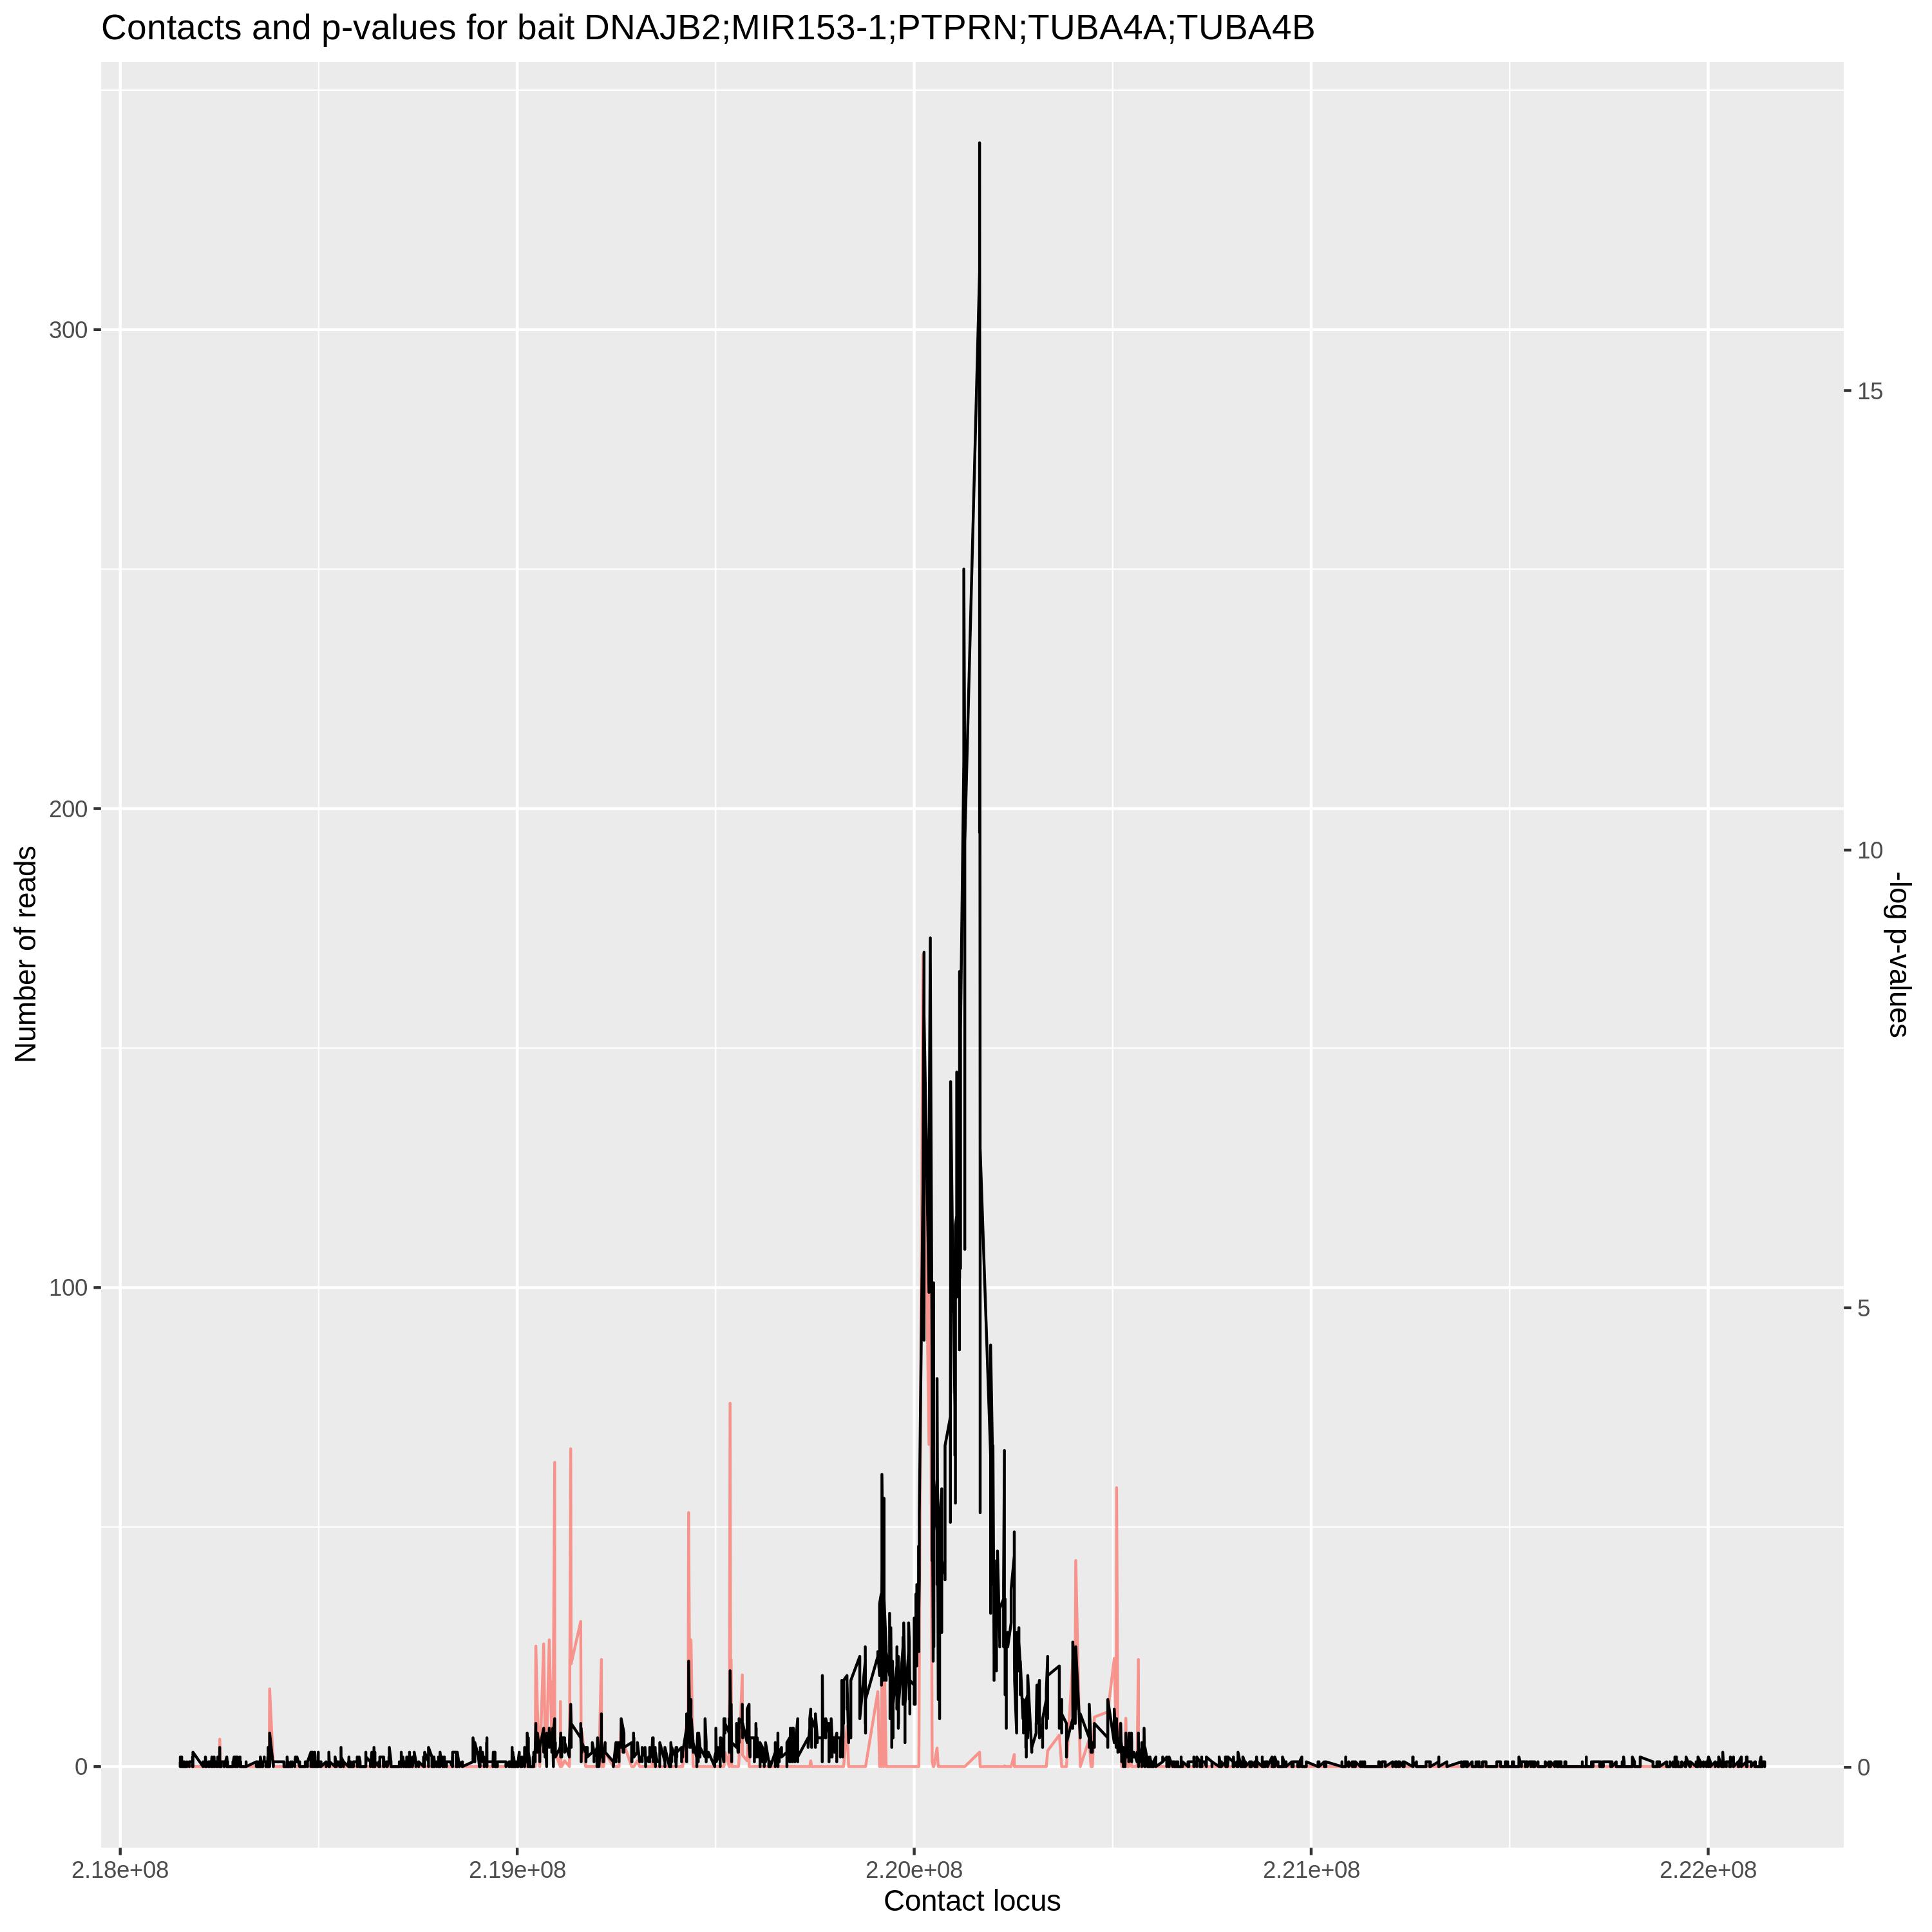 Contacts and p-values for bait DNAJB2;MIR153-1;PTPRN;TUBA4A;TUBA4B
300
200
100
0
Number of reads
15
10
5
0
-log p-values
2.18e+08 2.19e+08 2.20e+08 2.21e+08 2.22e+08
Contact locus